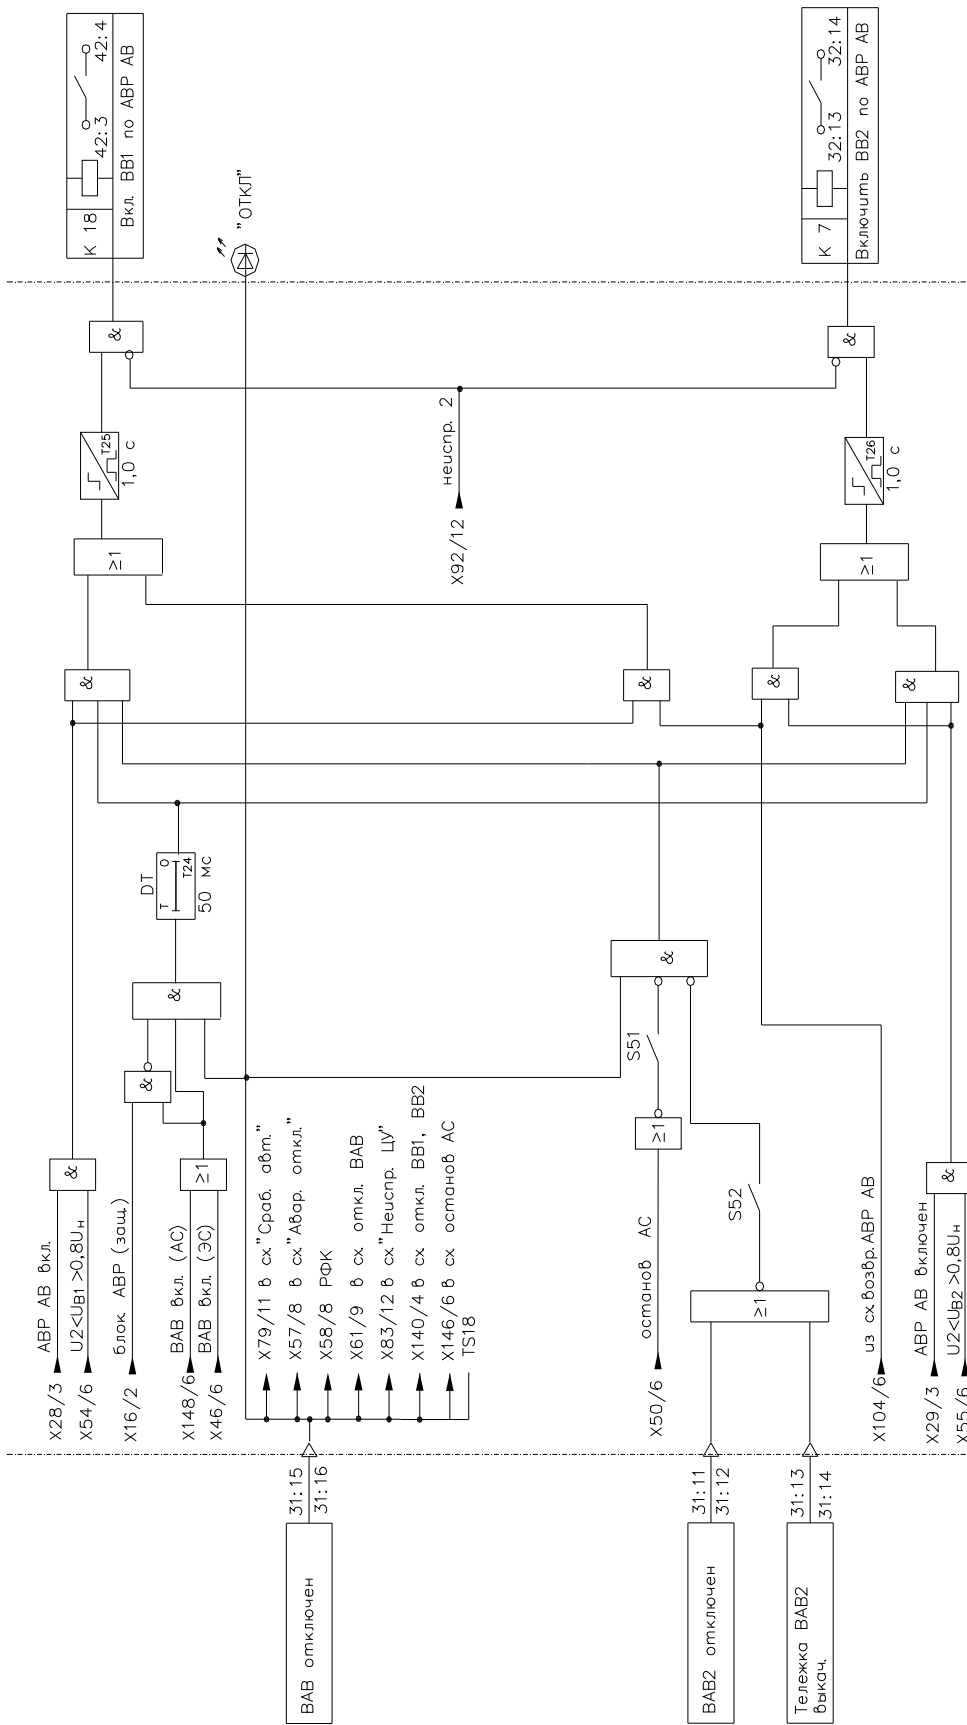 ВАВ отключен
31:15
31:16
ВАВ2 отключен
31:11
31:12
Тележка ВАВ2
выкач.
31:13
31:14
X28/3
АВР АВ вкл.
X54/6
U2<UВ1 >0,8Uн
X16/2
блок. АВР (защ.)
X148/6
ВАВ вкл. (АС)
X46/6
ВАВ вкл. (ЭС)
X79/11 в сх."Сраб. авт."
X57/8 в сх."Авар. откл."
X58/8 РФК
X61/9 в сх. откл. ВАВ
X83/12 в сх."Неиспр. ЦУ"
X140/4 в сх. откл. ВВ1, ВВ2
X146/6 в сх. останов АС
TS18
X50/6
останов АС
X104/6
из сх.возвр.АВР АВ
X29/3
АВР АВ включен
X55/6
U2<UВ2 >0,8Uн
&
&
≥1
≥1
≥1
&
&
S51
S52
&
DT
T O
T24
50 мс
&
&
&
&
≥1
≥1
T25
1,0 с
T26
1,0 с
X92/12
неиспр. 2
&
&
"ОТКЛ"
К 18
42:3
42:4
Вкл. ВВ1 по АВР АВ
К 7
32:13
32:14
Включить ВВ2 по АВР АВ